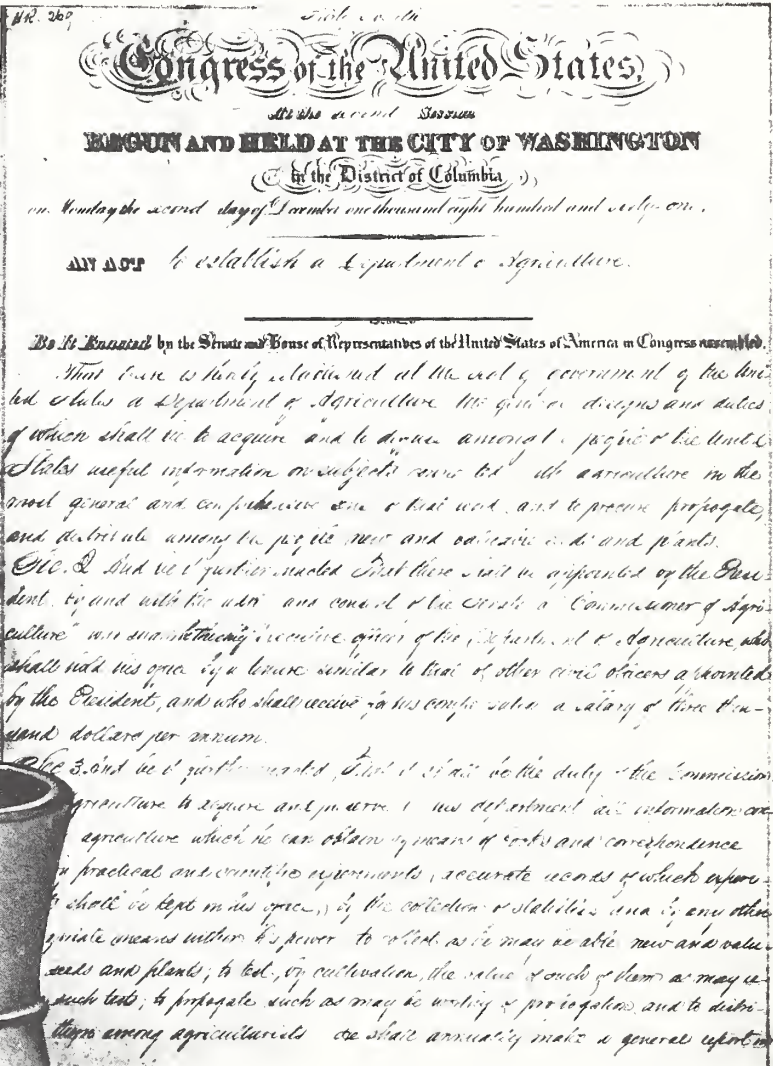 H.R. 269
Thirty-Seventh
Congress of the United States,
At the second Session
BEGUN AND HELD AT THE CITY OF WASHINGTON
in the District of Columbia
on Monday the second day of December one thousand eight hundred and sixty-one.
AN ACT to establish a Department of Agriculture.
Be It Enacted by the Senate and House of Representatives of the United States of America in Congress assembled,
That there is hereby established at the seat of government of the Uni-
ted States a Department of Agriculture the general designs and duties
of which shall be to acquire and to diffuse among the people of the United
States useful information on subjects connected with agriculture in the
most general and comprehensive sense of that word, and to procure, propogate,
and distribute among the people new and valuable seeds and plants.
Sec. 2 And be it further enacted That there shall be appointed by the Presi-
dent, by and with the advice and consent of the Senate a "Commissioner of Agri-
culture" who shall be the chief executive officer of the Department of Agriculture, who
shall hold his office by a tenure similar to that of other civil officers appointed
by the President, and who shall receive for his compensation a salary of three thou-
sand dollars per annum.
Sec 3. And be it further enacted, That it shall be the duty of the Commission
griculture to acquire and preserve in his department all information con
agriculture which he can obtain by means of books and correspondence
practical and scientific experiments, accurate records of which experi-
shall be kept in his office, by the collection of statistics and by any other
priate means within his power to collect, as he may be able, new and valu-
seeds and plants; to test, by cultivation, the value of such of them as may re-
such tests; to propogate such as may be worthy of propogation, and to distri-
them among agriculturists He shall annually make a general report in